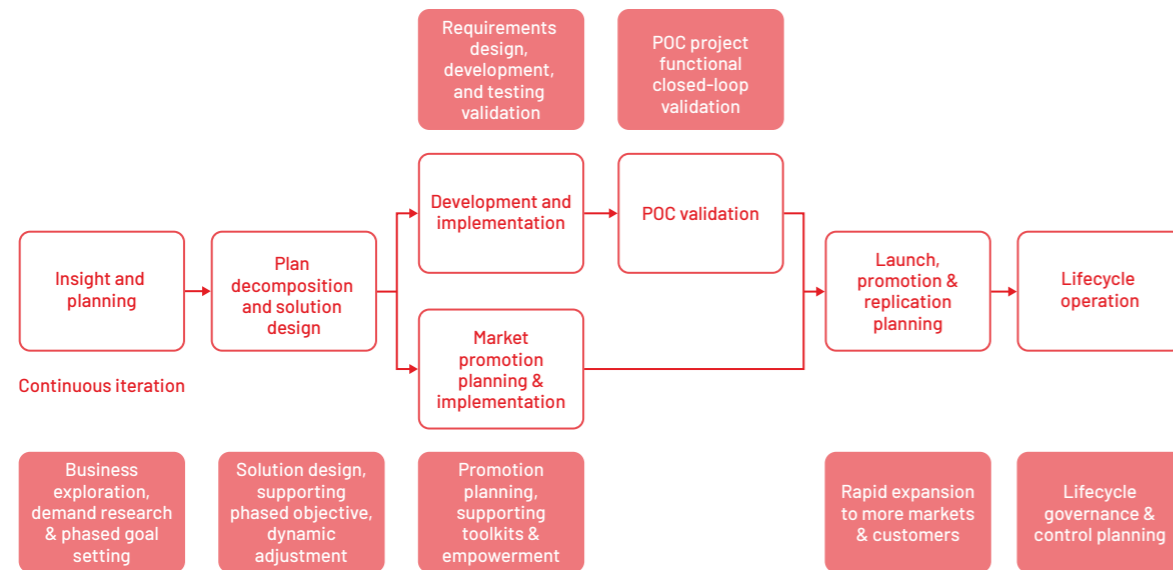 Requirements
design,
development,
and testing
validation
POC project
functional
closed-loop
validation
Development and
implementation
POC validation
Insight and
planning
Plan
decomposition
and solution
design
Launch,
promotion &
replication
planning
Lifecycle
operation
Market
promotion
planning &
implementation
Continuous iteration
Business
exploration,
demand research
& phased goal
setting
Solution design,
supporting
phased objective,
dynamic
adjustment
Promotion
planning,
supporting
toolkits &
empowerment
Rapid expansion
to more markets
& customers
Lifecycle
governance &
control planning